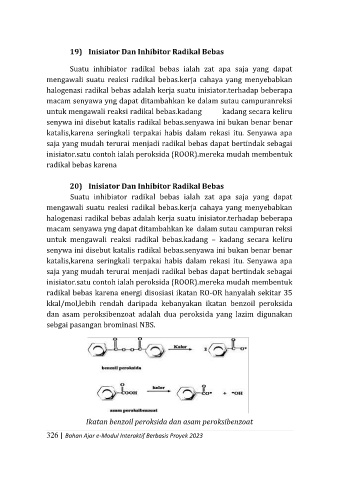 19) Inisiator Dan Inhibitor Radikal Bebas
Suatu inhibiator radikal bebas ialah zat apa saja yang dapat
mengawali suatu reaksi radikal bebas.kerja cahaya yang menyebabkan
halogenasi radikal bebas adalah kerja suatu inisiator.terhadap beberapa
macam senyawa yng dapat ditambahkan ke dalam sutau campuranreksi
untuk mengawali reaksi radikal bebas.kadang kadang secara keliru
senywa ini disebut katalis radikal bebas.senyawa ini bukan benar benar
katalis,karena seringkali terpakai habis dalam rekasi itu. Senyawa apa
saja yang mudah terurai menjadi radikal bebas dapat bertindak sebagai
inisiator.satu contoh ialah peroksida (ROOR).mereka mudah membentuk
radikal bebas karena
20) Inisiator Dan Inhibitor Radikal Bebas
Suatu inhibiator radikal bebas ialah zat apa saja yang dapat
mengawali suatu reaksi radikal bebas.kerja cahaya yang menyebabkan
halogenasi radikal bebas adalah kerja suatu inisiator.terhadap beberapa
macam senyawa yng dapat ditambahkan ke dalam sutau campuran reksi
untuk mengawali reaksi radikal bebas.kadang – kadang secara keliru
senywa ini disebut katalis radikal bebas.senyawa ini bukan benar benar
katalis,karena seringkali terpakai habis dalam rekasi itu. Senyawa apa
saja yang mudah terurai menjadi radikal bebas dapat bertindak sebagai
inisiator.satu contoh ialah peroksida (ROOR).mereka mudah membentuk
radikal bebas karena energi disosiasi ikatan RO-OR hanyalah sekitar 35
kkal/mol,lebih rendah daripada kebanyakan ikatan benzoil peroksida
dan asam peroksibenzoat adalah dua peroksida yang lazim digunakan
sebgai pasangan brominasi NBS.
O O O
C-O-O-C Kalor 2 C-O•
benzoil peroksida
O O
COOH kalor CO• + •OH
asam peroksibenzoat
Ikatan benzoil peroksida dan asam peroksibenzoat
326 | Bahan Ajar e-Modul Interaktif Berbasis Proyek 2023